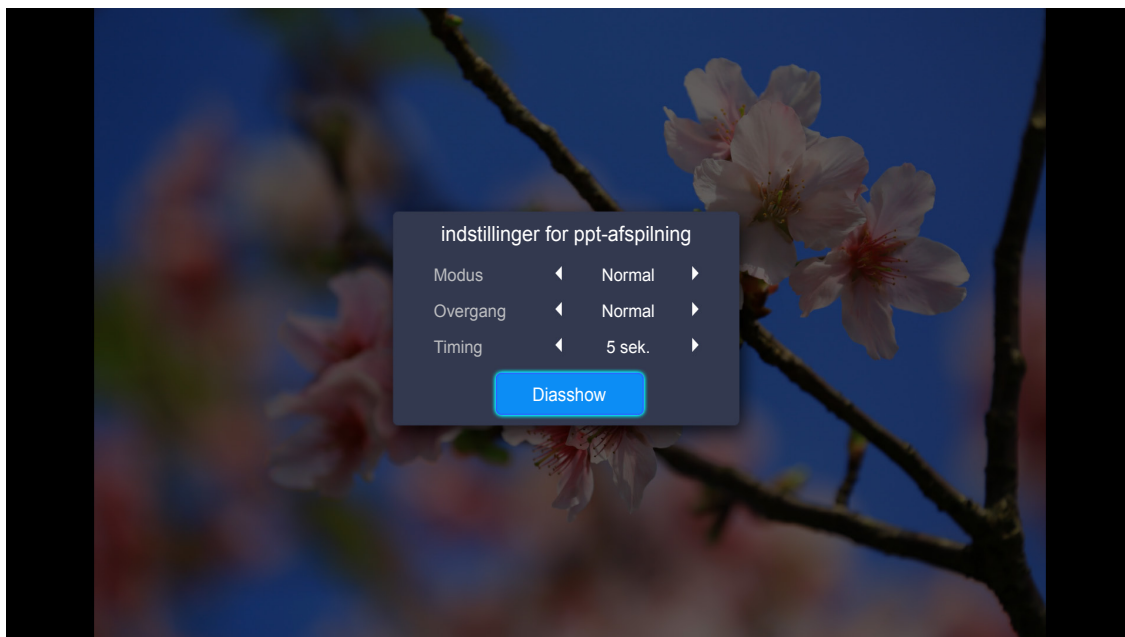 indstillinger for ppt-afspilning
Modus Normal
Overgang Normal
Timing 5 sek.
Diasshow